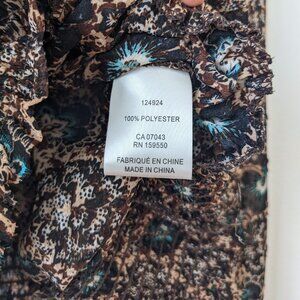 124924
100% POLYESTER
CA 07043
RN 159550
FABRIQUÉ EN CHINE
MADE IN CHINA